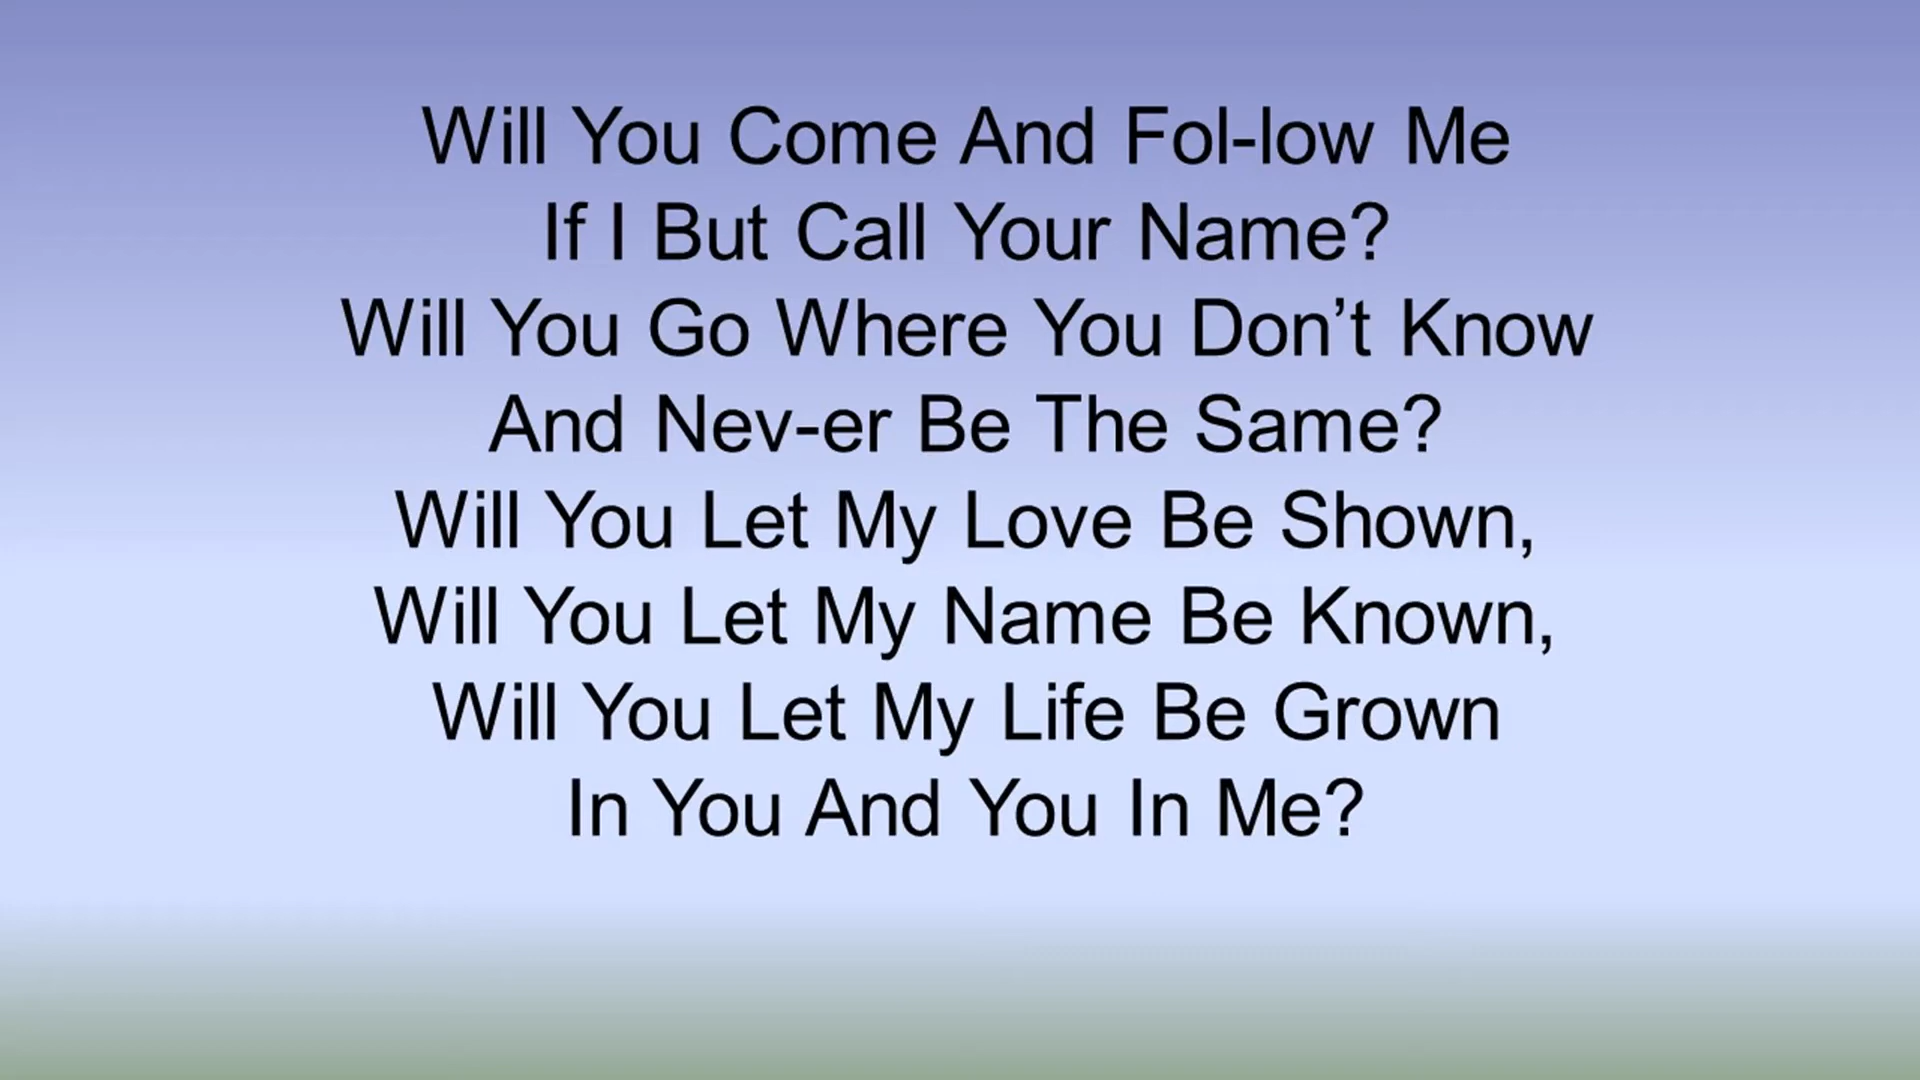 Will You Come And Fol-low Me
If I But Call Your Name?
Will You Go Where You Don’t Know
And Nev-er Be The Same?
Will You Let My Love Be Shown,
Will You Let My Name Be Known,
Will You Let My Life Be Grown
In You And You In Me?